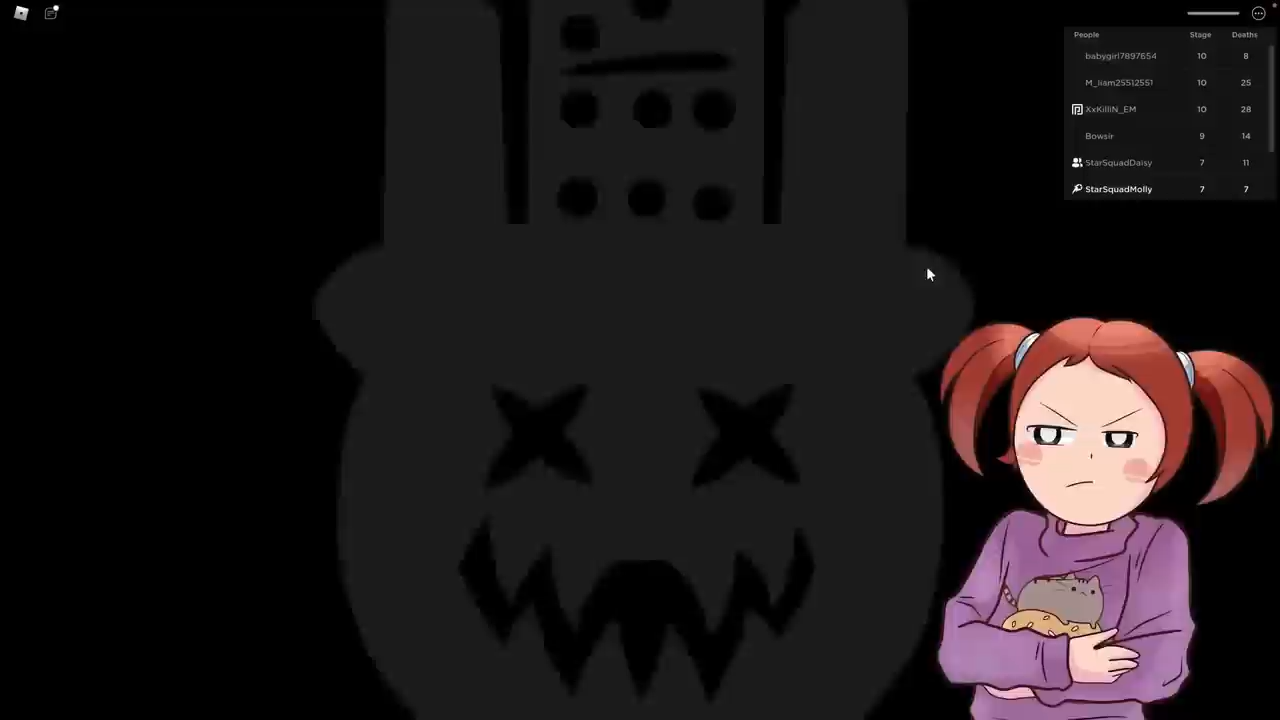 People Stage Deaths
babygirl7897654 10 8
M_liam25512551 10 25
XxKilliN_EM 10 28
Bowsir 9 14
StarSquadDaisy 7 11
StarSquadMolly 7 7